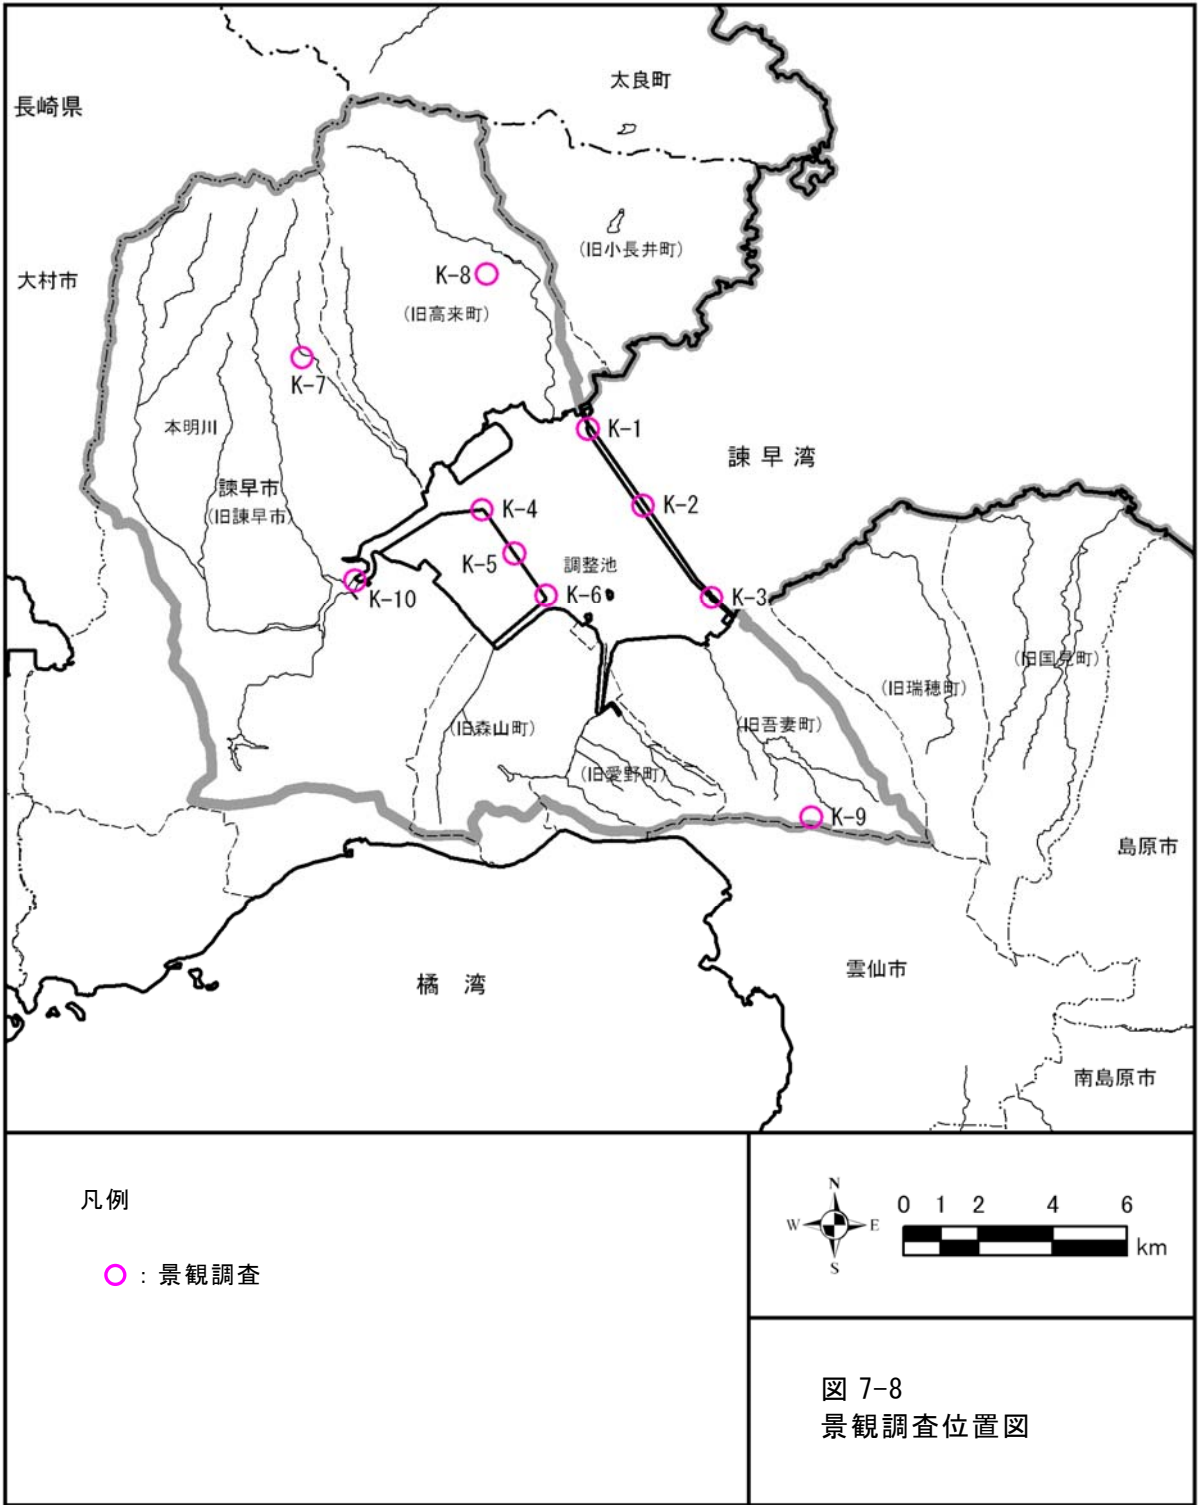 太良町
長崎県
(旧小長井町)
大村市
K-8
(旧高来町)
K-7
本明川
K-1
諫早湾
諫早市
(旧諫早市)
K-4
K-2
K-5
調整池
K-6
K-3
K-10
(旧国見町)
(旧瑞穂町)
(旧森山町)
(旧吾妻町)
(旧愛野町)
K-9
島原市
橘 湾
雲仙市
南島原市
凡例
○ : 景観調査
N
W E
S
0 1 2 4 6
km
図 7-8
景観調査位置図